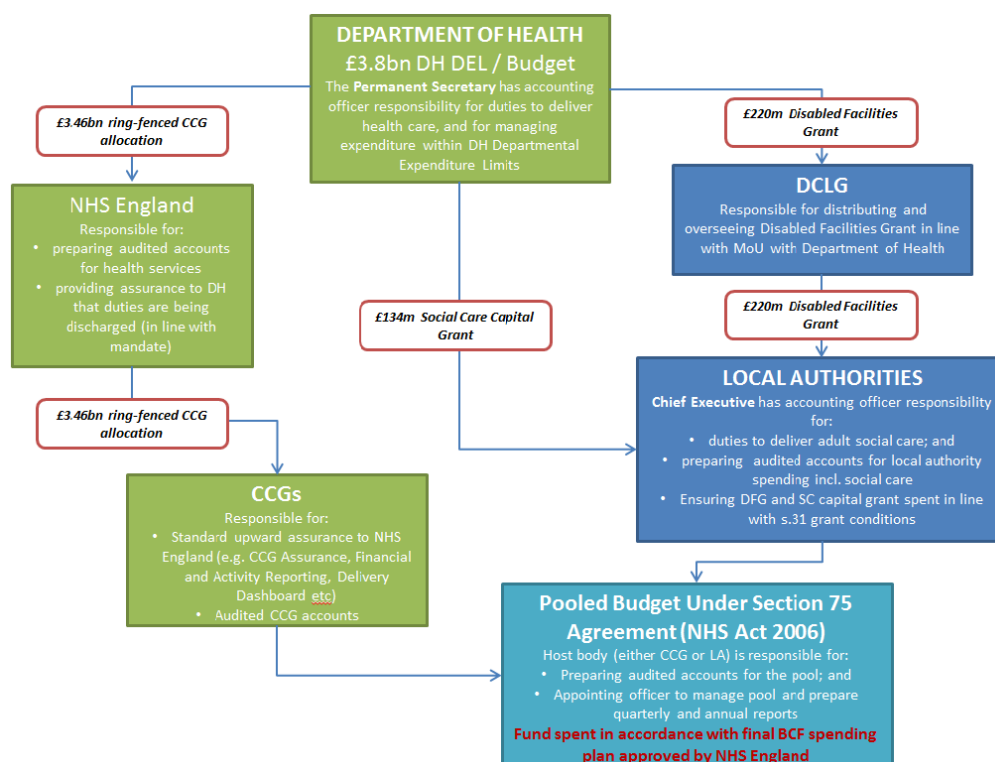 DEPARTMENT OF HEALTH
£3.8bn DH DEL / Budget
The Permanent Secretary has accounting
officer responsibility for duties to deliver
health care, and for managing
expenditure within DH Departmental
Expenditure Limits
£3.46bn ring-fenced CCG
allocation
£220m Disabled Facilities
Grant
NHS England
Responsible for:
• preparing audited accounts
for health services
• providing assurance to DH
that duties are being
discharged (in line with
mandate)
DCLG
Responsible for distributing and
overseeing Disabled Facilities Grant in line
with MoU with Department of Health
£134m Social Care Capital
Grant
£220m Disabled Facilities
Grant
£3.46bn ring-fenced CCG
allocation
LOCAL AUTHORITIES
Chief Executive has accounting officer responsibility
for:
• duties to deliver adult social care; and
• preparing audited accounts for local authority
spending incl. social care
• Ensuring DFG and SC capital grant spent in line
with s.31 grant conditions
CCGs
Responsible for:
• Standard upward assurance to NHS
England (e.g. CCG Assurance, Financial
and Activity Reporting, Delivery
Dashboard etc)
• Audited CCG accounts
Pooled Budget Under Section 75
Agreement (NHS Act 2006)
Host body (either CCG or LA) is responsible for:
• Preparing audited accounts for the pool; and
• Appointing officer to manage pool and prepare
quarterly and annual reports
Fund spent in accordance with final BCF spending
plan approved by NHS England